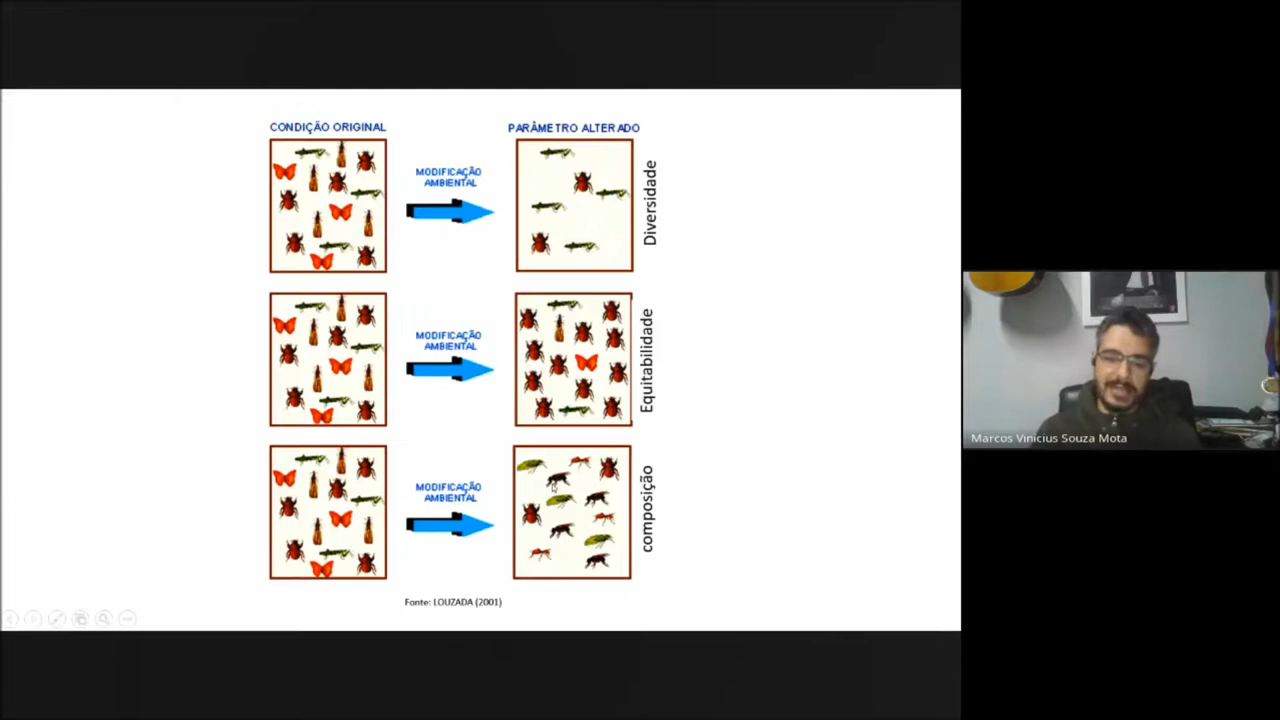 CONDIÇÃO ORIGINAL
PARÂMETRO ALTERADO
MODIFICAÇÃO
AMBIENTAL
Diversidade
MODIFICAÇÃO
AMBIENTAL
Equitabilidade
MODIFICAÇÃO
AMBIENTAL
composição
Fonte: LOUZADA (2001)
Marcos Vinicius Souza Mota